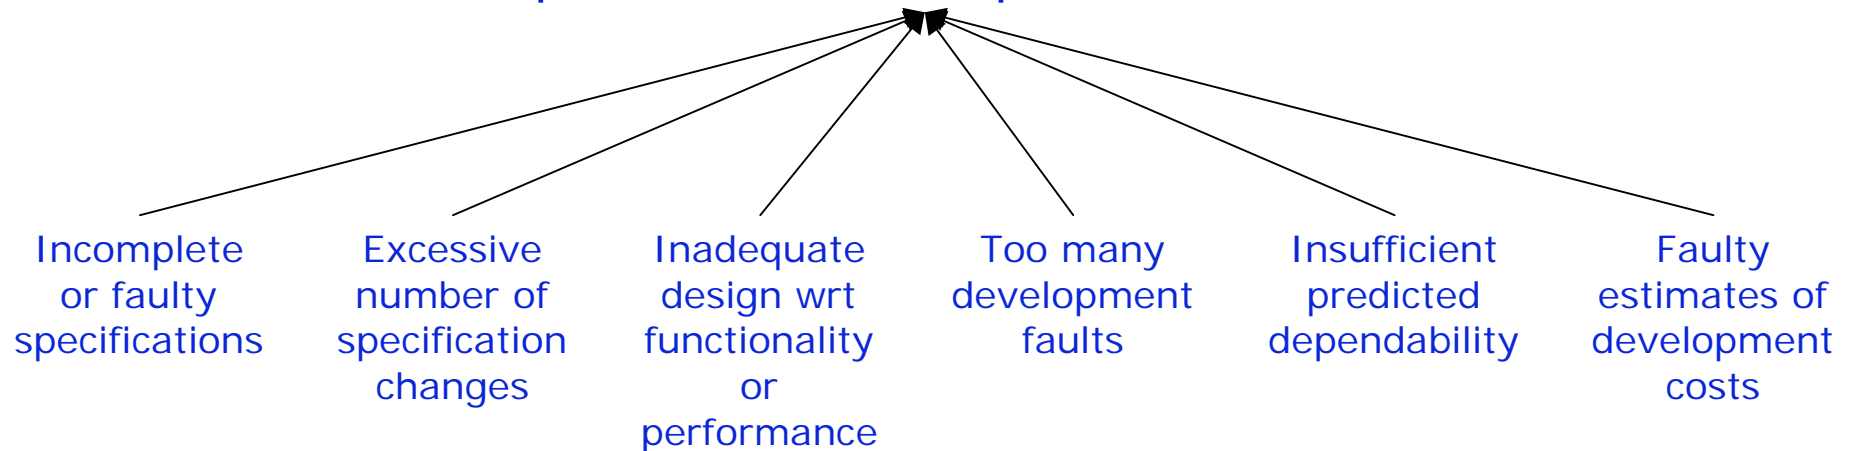 Incomplete
or faulty
specifications
Excessive
number of
specification
changes
Inadequate
design wrt
functionality
or
performance
Too many
development
faults
Insufficient
predicted
dependability
Faulty
estimates of
development
costs